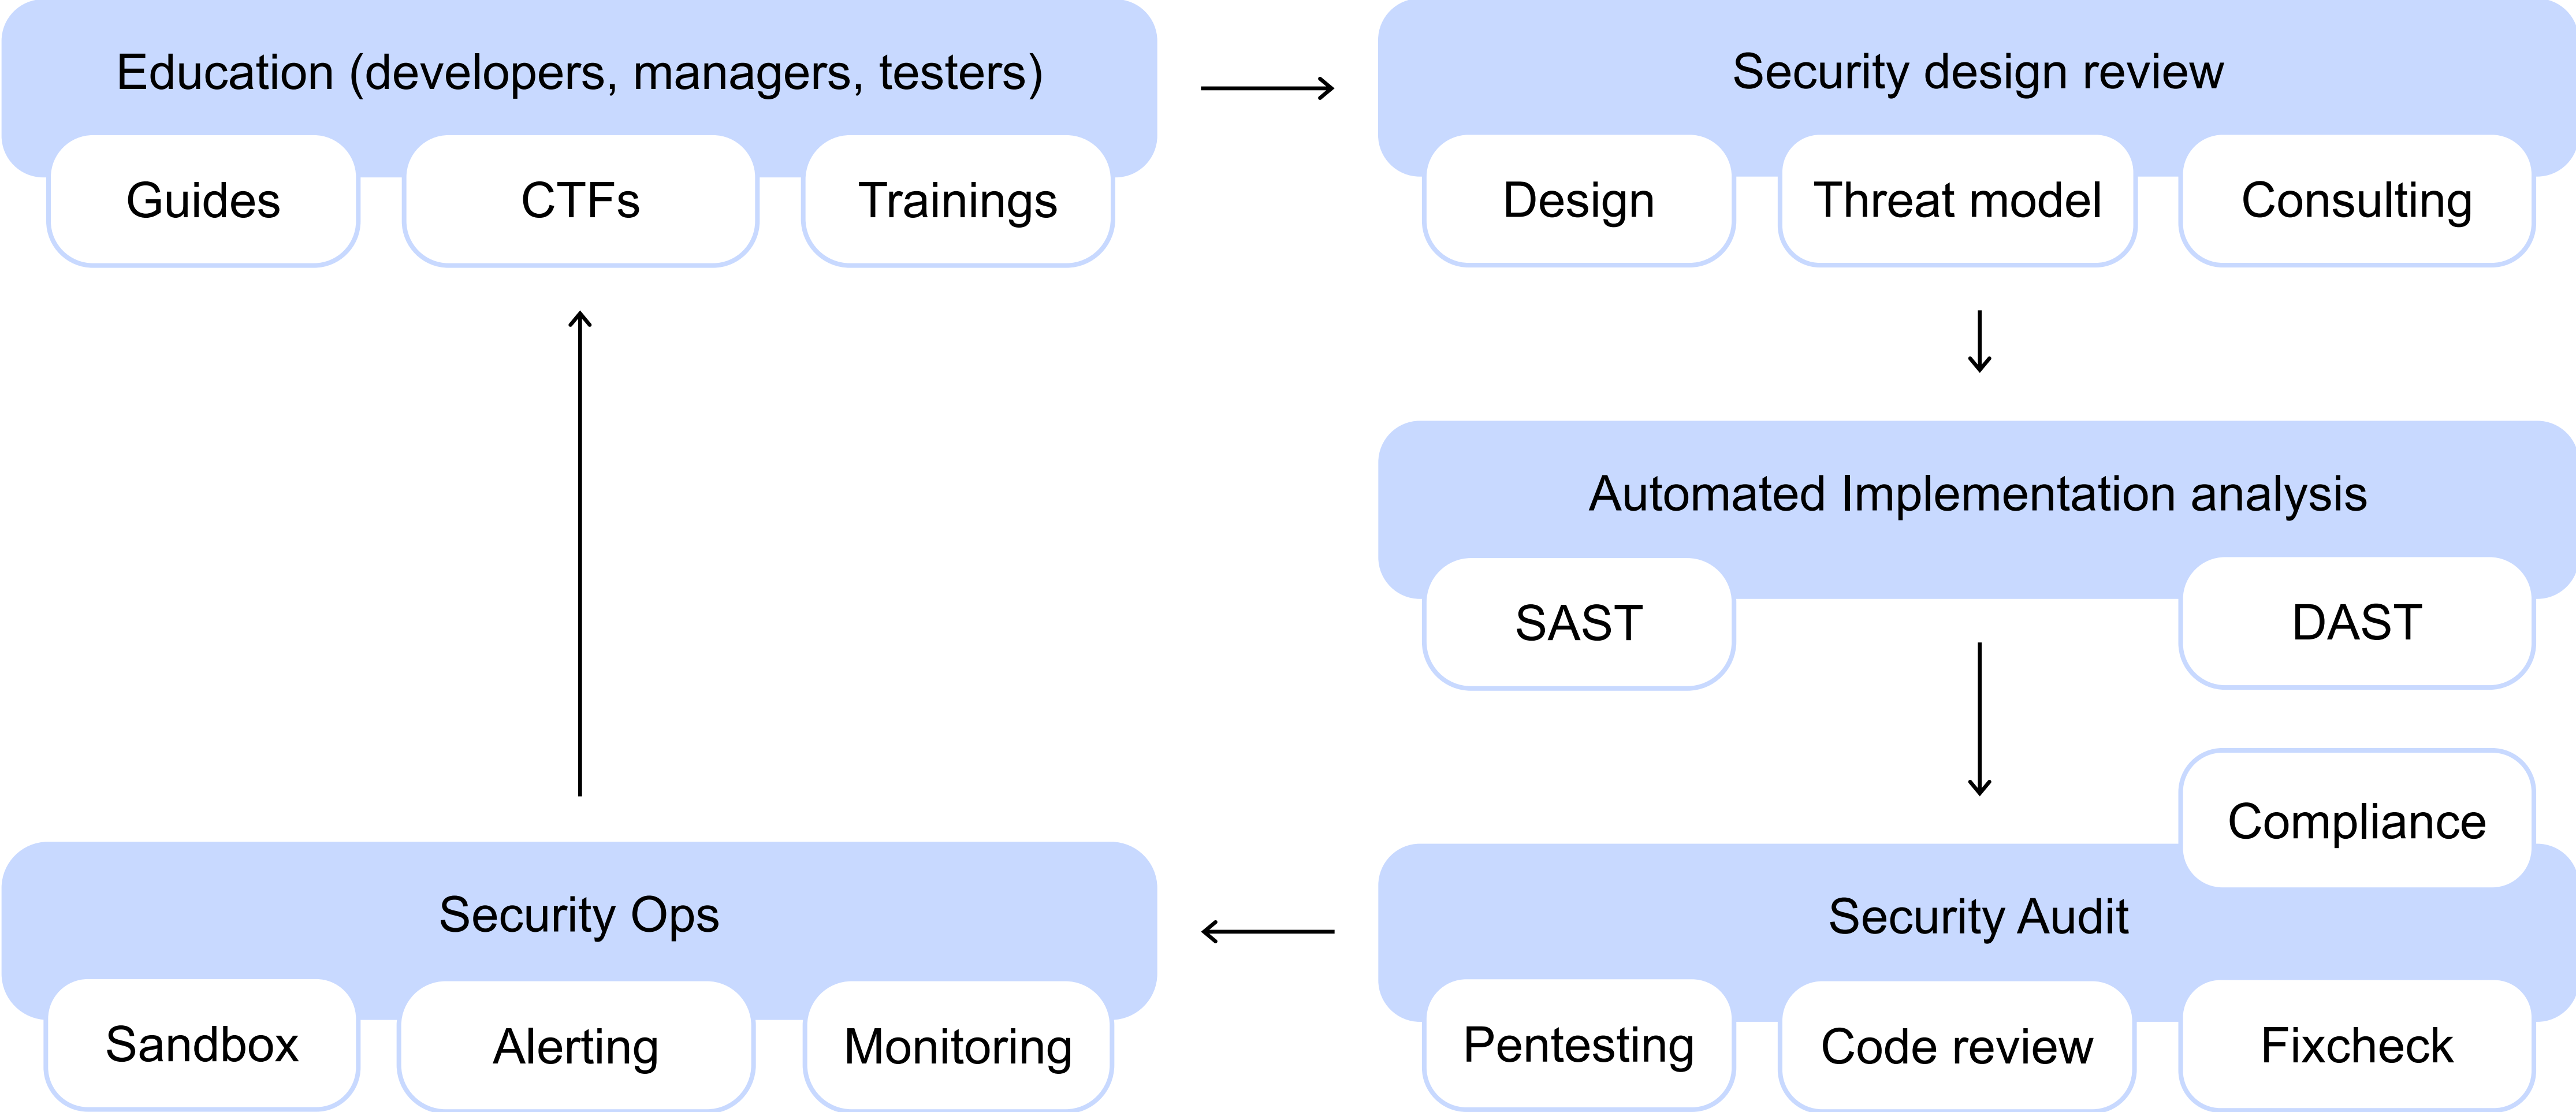 Education (developers, managers, testers)
Guides
CTFs
Trainings
Security design review
Design
Threat model
Consulting
Automated Implementation analysis
SAST
DAST
Compliance
Security Audit
Pentesting
Code review
Fixcheck
Security Ops
Sandbox
Alerting
Monitoring